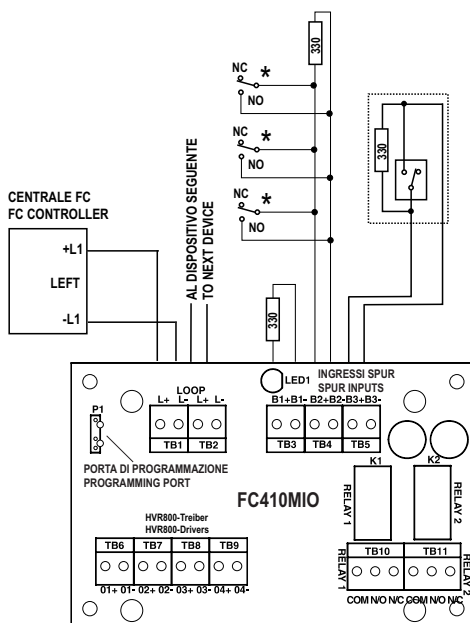 330
NC *
NO
NC *
NO
NC *
NO
330
CENTRALE FC
FC CONTROLLER
+L1
LEFT
-L1
AL DISPOSITIVO SEGUENTE
TO NEXT DEVICE
330
LED1
INGRESSI SPUR
SPUR INPUTS
LOOP
L+ L- L+ L-
B1+B1- B2+B2- B3+B3-
P1
TB1 TB2
TB3 TB4 TB5
PORTA DI PROGRAMMAZIONE
PROGRAMMING PORT
K1 K2
RELAY 1
RELAY 2
FC410MIO
HVR800-Treiber
HVR800-Drivers
TB6 TB7 TB8 TB9
01+ 01- 02+ 02- 03+ 03- 04+ 04-
RELAY 1
TB10 TB11
RELAY 2
COM N/O N/C COM N/O N/C